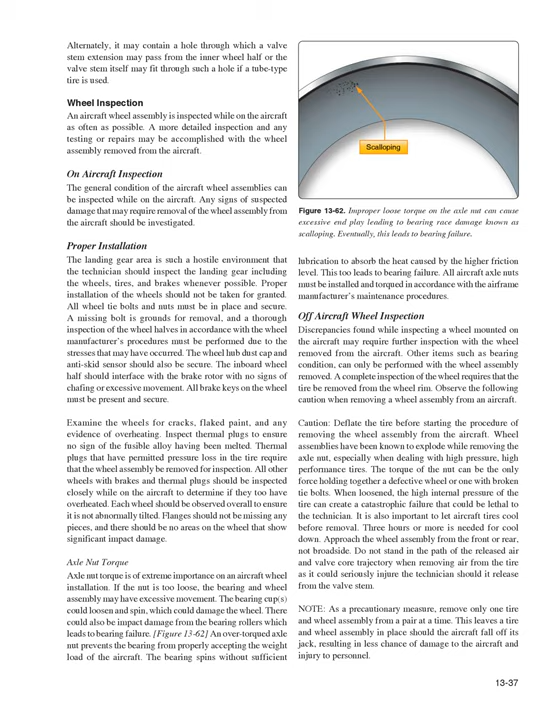 Alternately, it may contain a hole through which a valve
stem extension may pass from the inner wheel half or the
valve stem itself may fit through such a hole if a tube-type
tire is used.
Wheel Inspection
An aircraft wheel assembly is inspected while on the aircraft
as often as possible. A more detailed inspection and any
testing or repairs may be accomplished with the wheel
assembly removed from the aircraft.
On Aircraft Inspection
The general condition of the aircraft wheel assemblies can
be inspected while on the aircraft. Any signs of suspected
damage that may require removal of the wheel assembly from
the aircraft should be investigated.
Proper Installation
The landing gear area is such a hostile environment that
the technician should inspect the landing gear including
the wheels, tires, and brakes whenever possible. Proper
installation of the wheels should not be taken for granted.
All wheel tie bolts and nuts must be in place and secure.
A missing bolt is grounds for removal, and a thorough
inspection of the wheel halves in accordance with the wheel
manufacturer's procedures must be performed due to the
stresses that may have occurred. The wheel hub dust cap and
anti-skid sensor should also be secure. The inboard wheel
half should interface with the brake rotor with no signs of
chafing or excessive movement. All brake keys on the wheel
must be present and secure.
Examine the wheels for cracks, flaked paint, and any
evidence of overheating. Inspect thermal plugs to ensure
no sign of the fusible alloy having been melted. Thermal
plugs that have permitted pressure loss in the tire require
that the wheel assembly be removed for inspection. All other
wheels with brakes and thermal plugs should be inspected
closely while on the aircraft to determine if they too have
overheated. Each wheel should be observed overall to ensure
it is not abnormally tilted. Flanges should not be missing any
pieces, and there should be no areas on the wheel that show
significant impact damage.
Axle Nut Torque
Axle nut torque is of extreme importance on an aircraft wheel
installation. If the nut is too loose, the bearing and wheel
assembly may have excessive movement. The bearing cup(s)
could loosen and spin, which could damage the wheel. There
could also be impact damage from the bearing rollers which
leads to bearing failure. [Figure 13-62] An over-torqued axle
nut prevents the bearing from properly accepting the weight
load of the aircraft. The bearing spins without sufficient
Scalloping
Figure 13-62. Improper loose torque on the axle nut can cause
excessive end play leading to bearing race damage known as
scalloping. Eventually, this leads to bearing failure.
lubrication to absorb the heat caused by the higher friction
level. This too leads to bearing failure. All aircraft axle nuts
must be installed and torqued in accordance with the airframe
manufacturer's maintenance procedures.
Off Aircraft Wheel Inspection
Discrepancies found while inspecting a wheel mounted on
the aircraft may require further inspection with the wheel
removed from the aircraft. Other items such as bearing
condition, can only be performed with the wheel assembly
removed. A complete inspection of the wheel requires that the
tire be removed from the wheel rim. Observe the following
caution when removing a wheel assembly from an aircraft.
Caution: Deflate the tire before starting the procedure of
removing the wheel assembly from the aircraft. Wheel
assemblies have been known to explode while removing the
axle nut, especially when dealing with high pressure, high
performance tires. The torque of the nut can be the only
force holding together a defective wheel or one with broken
tie bolts. When loosened, the high internal pressure of the
tire can create a catastrophic failure that could be lethal to
the technician. It is also important to let aircraft tires cool
before removal. Three hours or more is needed for cool
down. Approach the wheel assembly from the front or rear,
not broadside. Do not stand in the path of the released air
and valve core trajectory when removing air from the tire
as it could seriously injure the technician should it release
from the valve stem.
NOTE: As a precautionary measure, remove only one tire
and wheel assembly from a pair at a time. This leaves a tire
and wheel assembly in place should the aircraft fall off its
jack, resulting in less chance of damage to the aircraft and
injury to personnel.
13-37